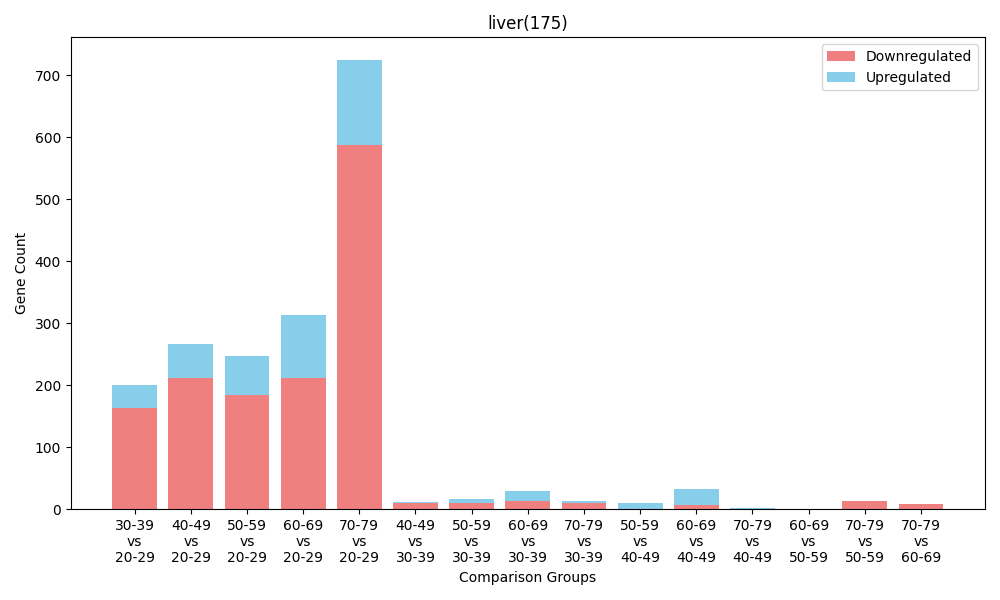 liver(175)
Downregulated
Upregulated
Gene Count
700
600
500
400
300
200
100
0
30-39
vs
20-29
40-49
vs
20-29
50-59
vs
20-29
60-69
vs
20-29
70-79
vs
20-29
40-49
vs
30-39
50-59
vs
30-39
60-69
vs
30-39
70-79
vs
30-39
50-59
vs
40-49
60-69
vs
40-49
70-79
vs
40-49
60-69
vs
50-59
70-79
vs
50-59
70-79
vs
60-69
Comparison Groups